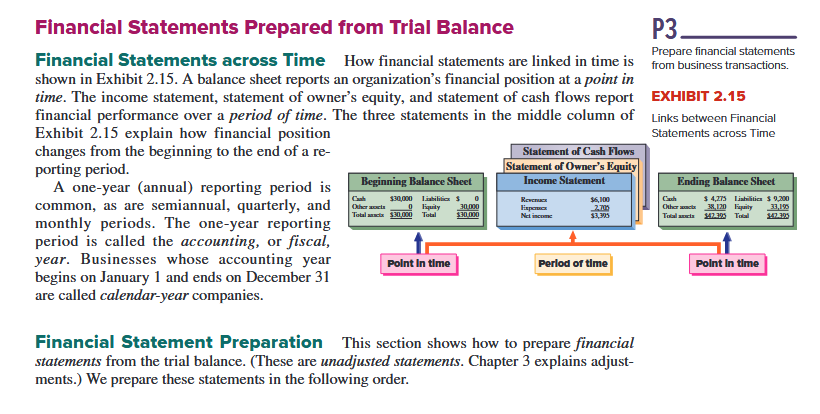 Financial Statements Prepared from Trial Balance
Financial Statements across Time How financial statements are linked in time is
shown in Exhibit 2.15. A balance sheet reports an organization's financial position at a point in
time. The income statement, statement of owner's equity, and statement of cash flows report
financial performance over a period of time. The three statements in the middle column of
Exhibit 2.15 explain how financial position
changes from the beginning to the end of a re-
porting period.
A one-year (annual) reporting period is
common, as are semiannual, quarterly, and
monthly periods. The one-year reporting
period is called the accounting, or fiscal,
year. Businesses whose accounting year
begins on January 1 and ends on December 31
are called calendar-year companies.
P3
Prepare financial statements
from business transactions.
EXHIBIT 2.15
Links between Financial
Statements across Time
Beginning Balance Sheet
Cash $30,000 Liabilities $ 0
Other assets 0 Equity 30,000
Total assets $30,000 Total $30,000
Statement of Cash Flows
Statement of Owner's Equity
Income Statement
Revenues $6,100
Expenses 2,705
Net income $3,395
Ending Balance Sheet
Cash $ 4,275 Liabilities $ 9,200
Other assets 38,120 Equity 33,195
Total assets $42,395 Total $42,395
Point in time
Period of time
Point in time
Financial Statement Preparation This section shows how to prepare financial
statements from the trial balance. (These are unadjusted statements. Chapter 3 explains adjust-
ments.) We prepare these statements in the following order.